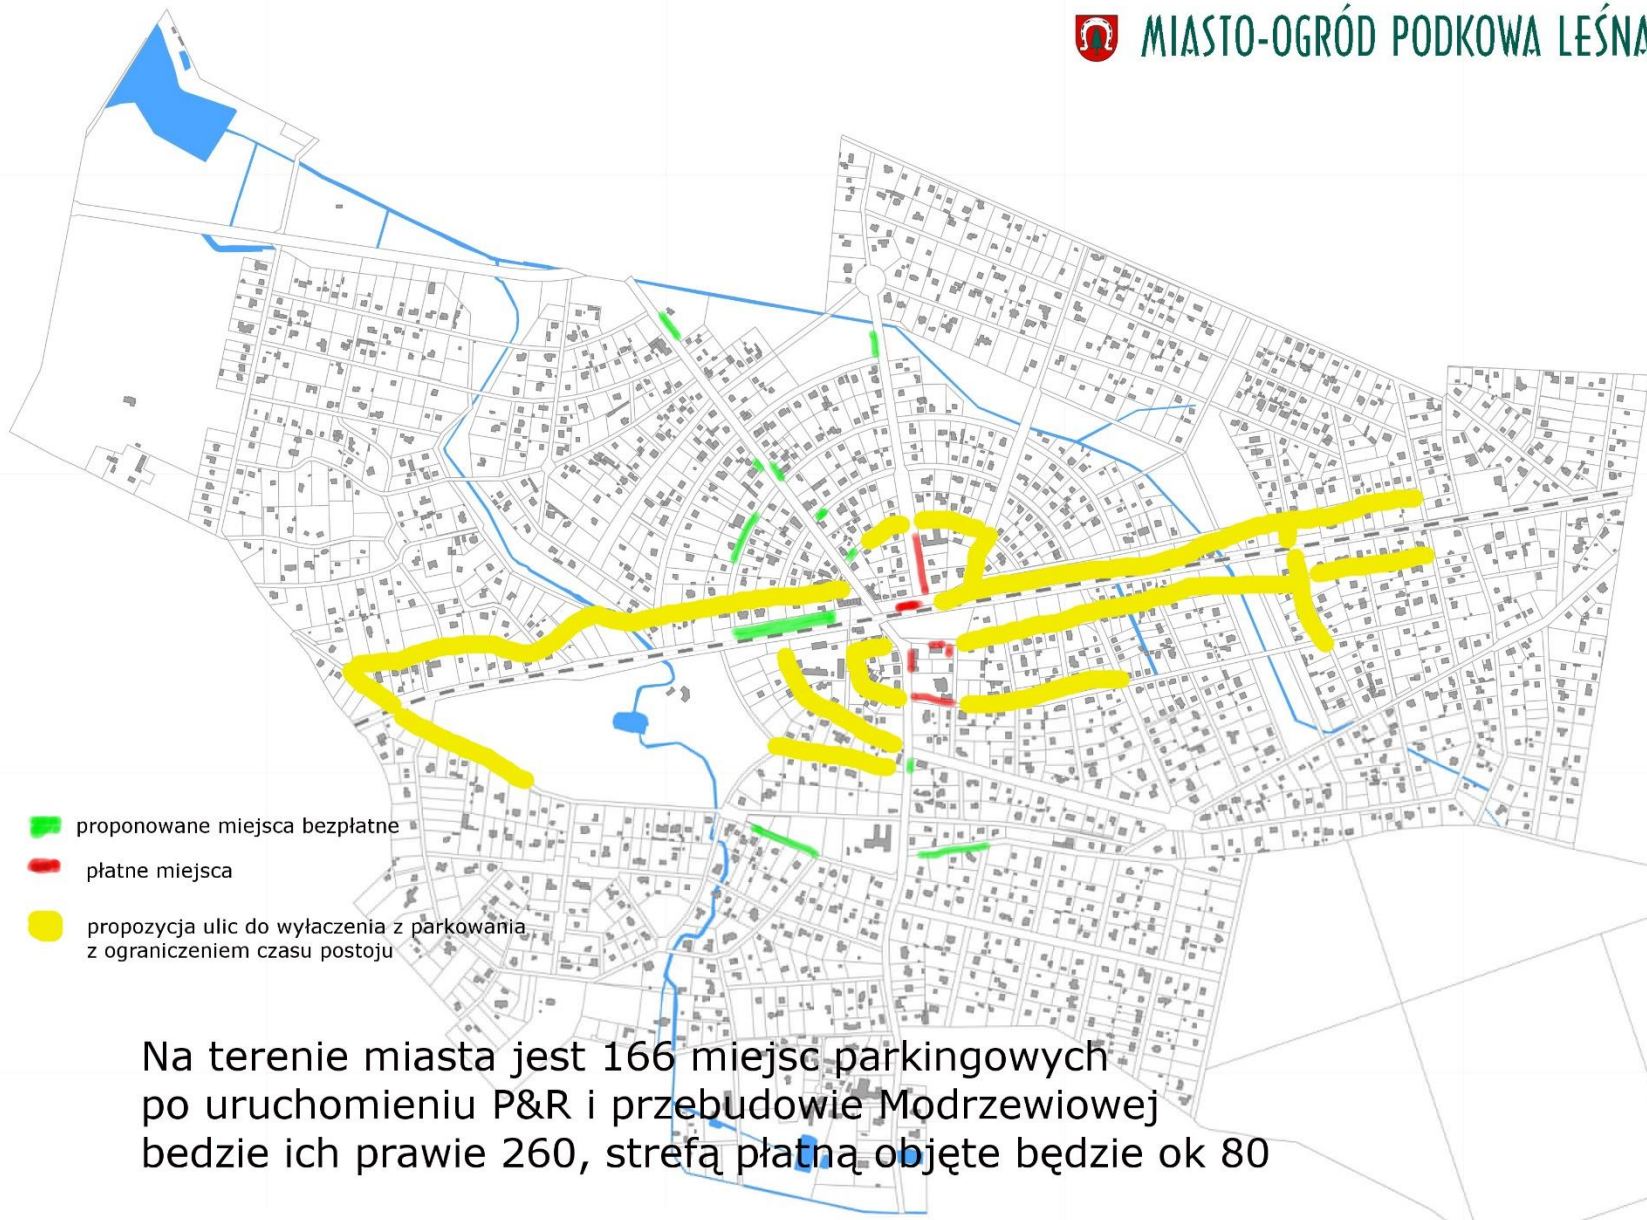 MIASTO-OGRÓD PODKOWA LEŚNA
proponowane miejsca bezpłatne
płatne miejsca
propozycja ulic do wyłaczenia z parkowania
z ograniczeniem czasu postoju
Na terenie miasta jest 166 miejsc parkingowych
po uruchomieniu P&R i przebudowie Modrzewiowej
bedzie ich prawie 260, strefą płatną objęte będzie ok 80